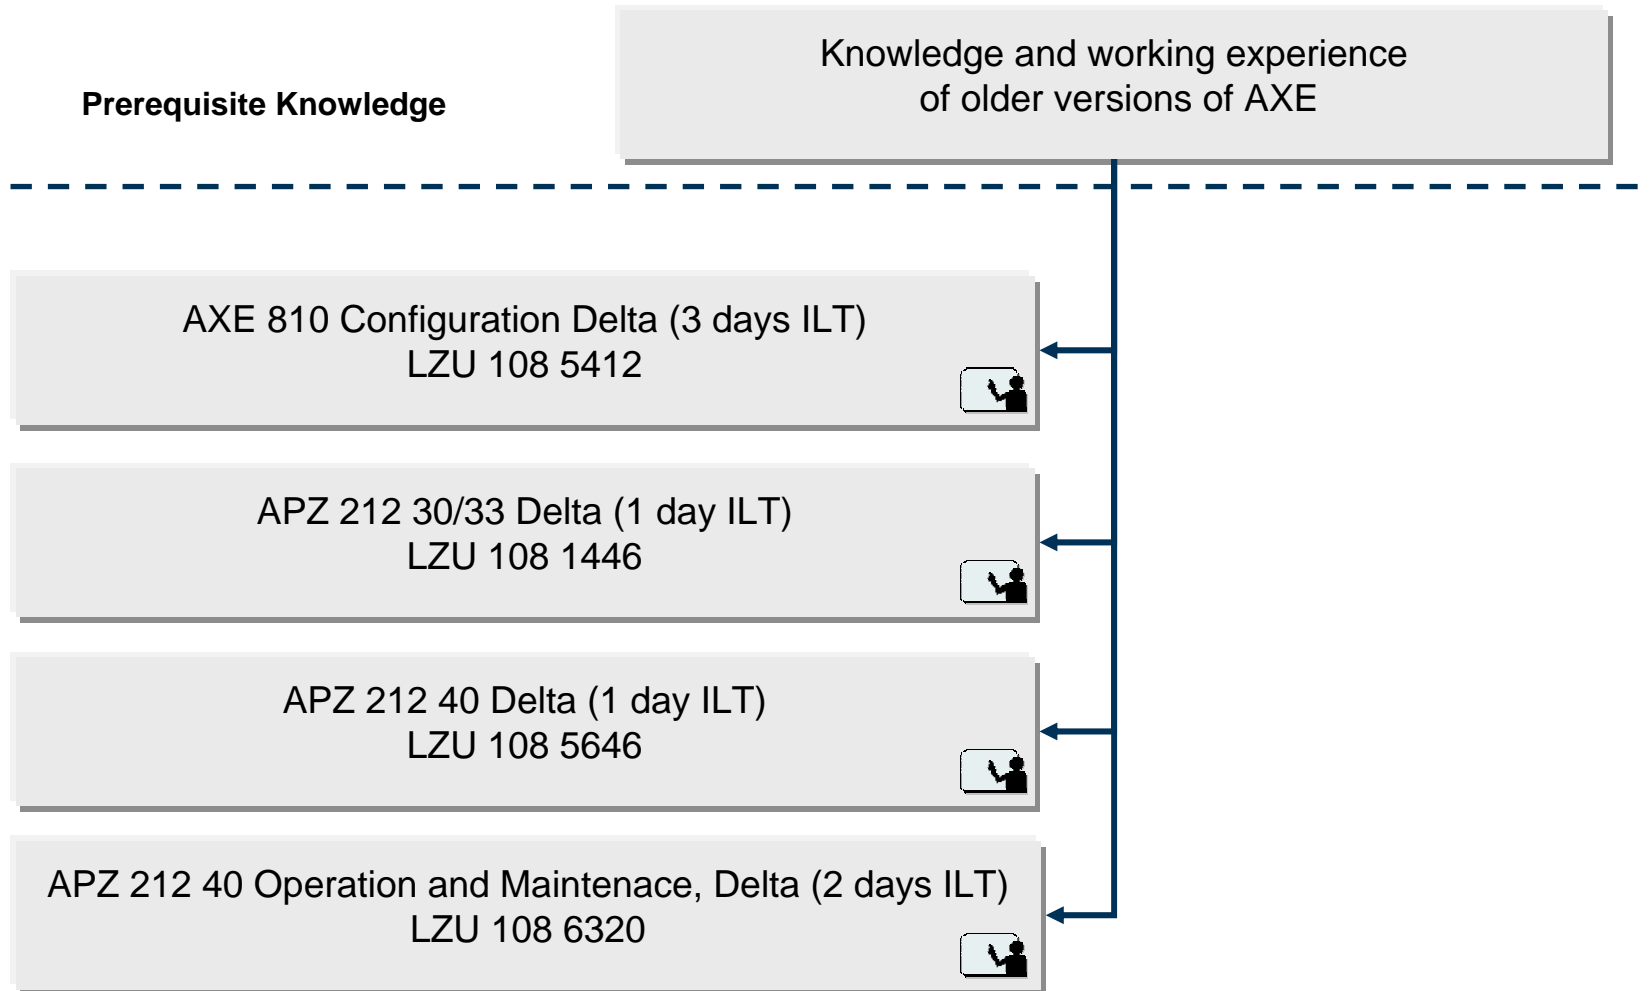 Prerequisite Knowledge
Knowledge and working experience
of older versions of AXE
AXE 810 Configuration Delta (3 days ILT)
LZU 108 5412
APZ 212 30/33 Delta (1 day ILT)
LZU 108 1446
APZ 212 40 Delta (1 day ILT)
LZU 108 5646
APZ 212 40 Operation and Maintenace, Delta (2 days ILT)
LZU 108 6320